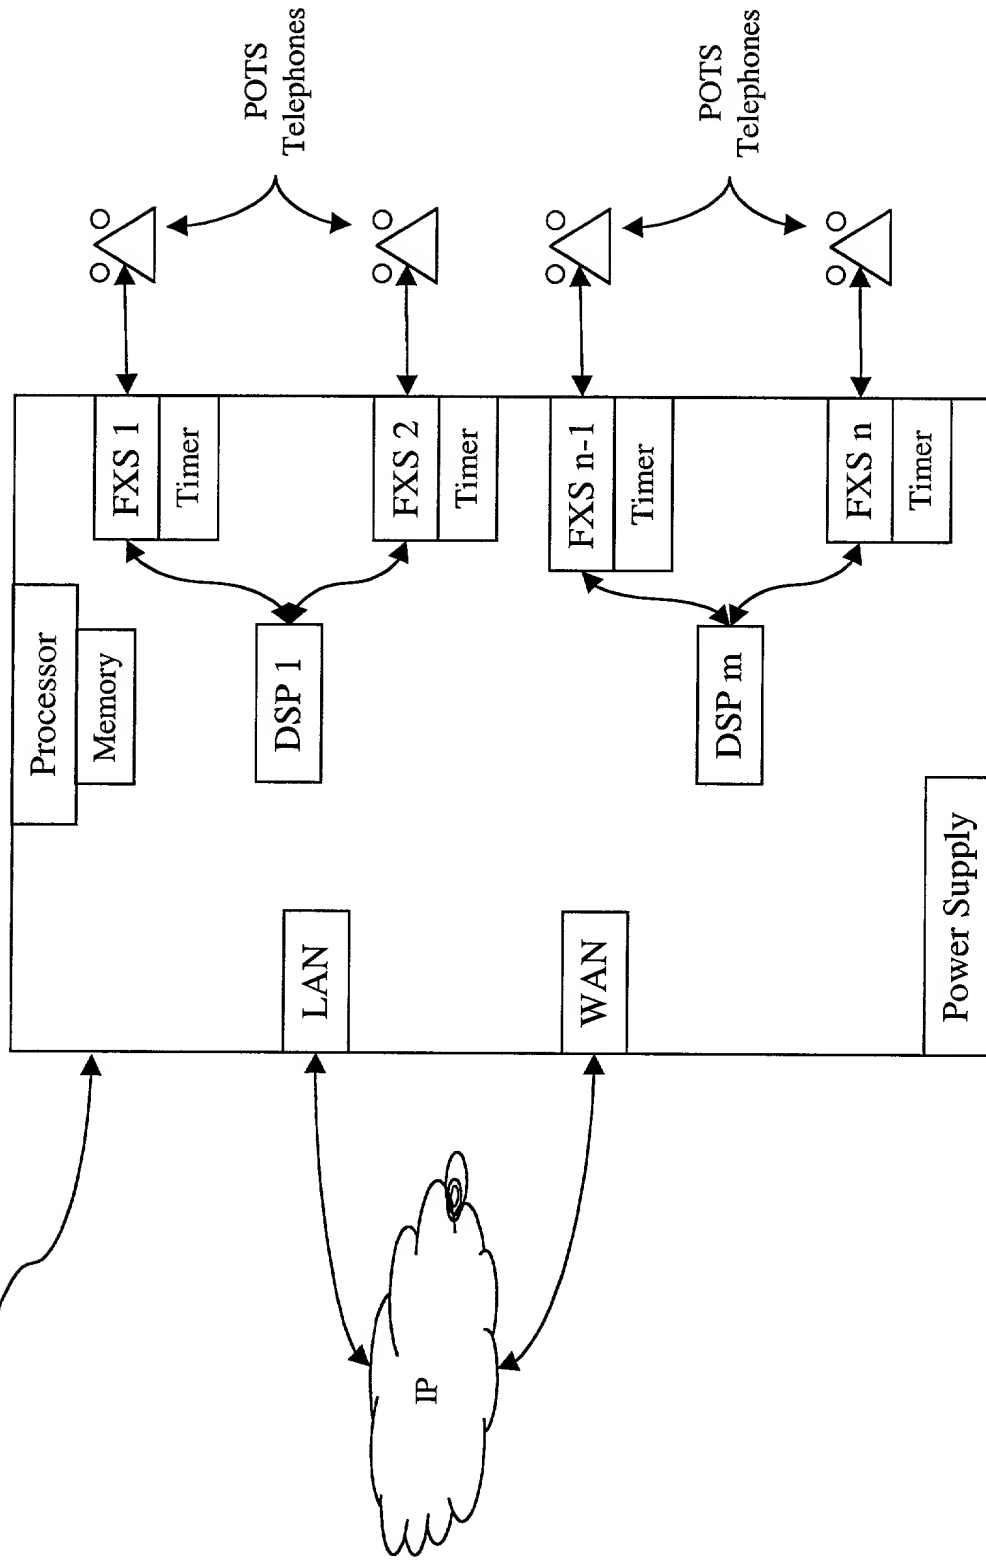 Processor
Memory
LAN
WAN
IP
DSP 1
DSP m
FXS 1
Timer
FXS 2
Timer
FXS n-1
Timer
FXS n
Timer
POTS
Telephones
POTS
Telephones
Power Supply